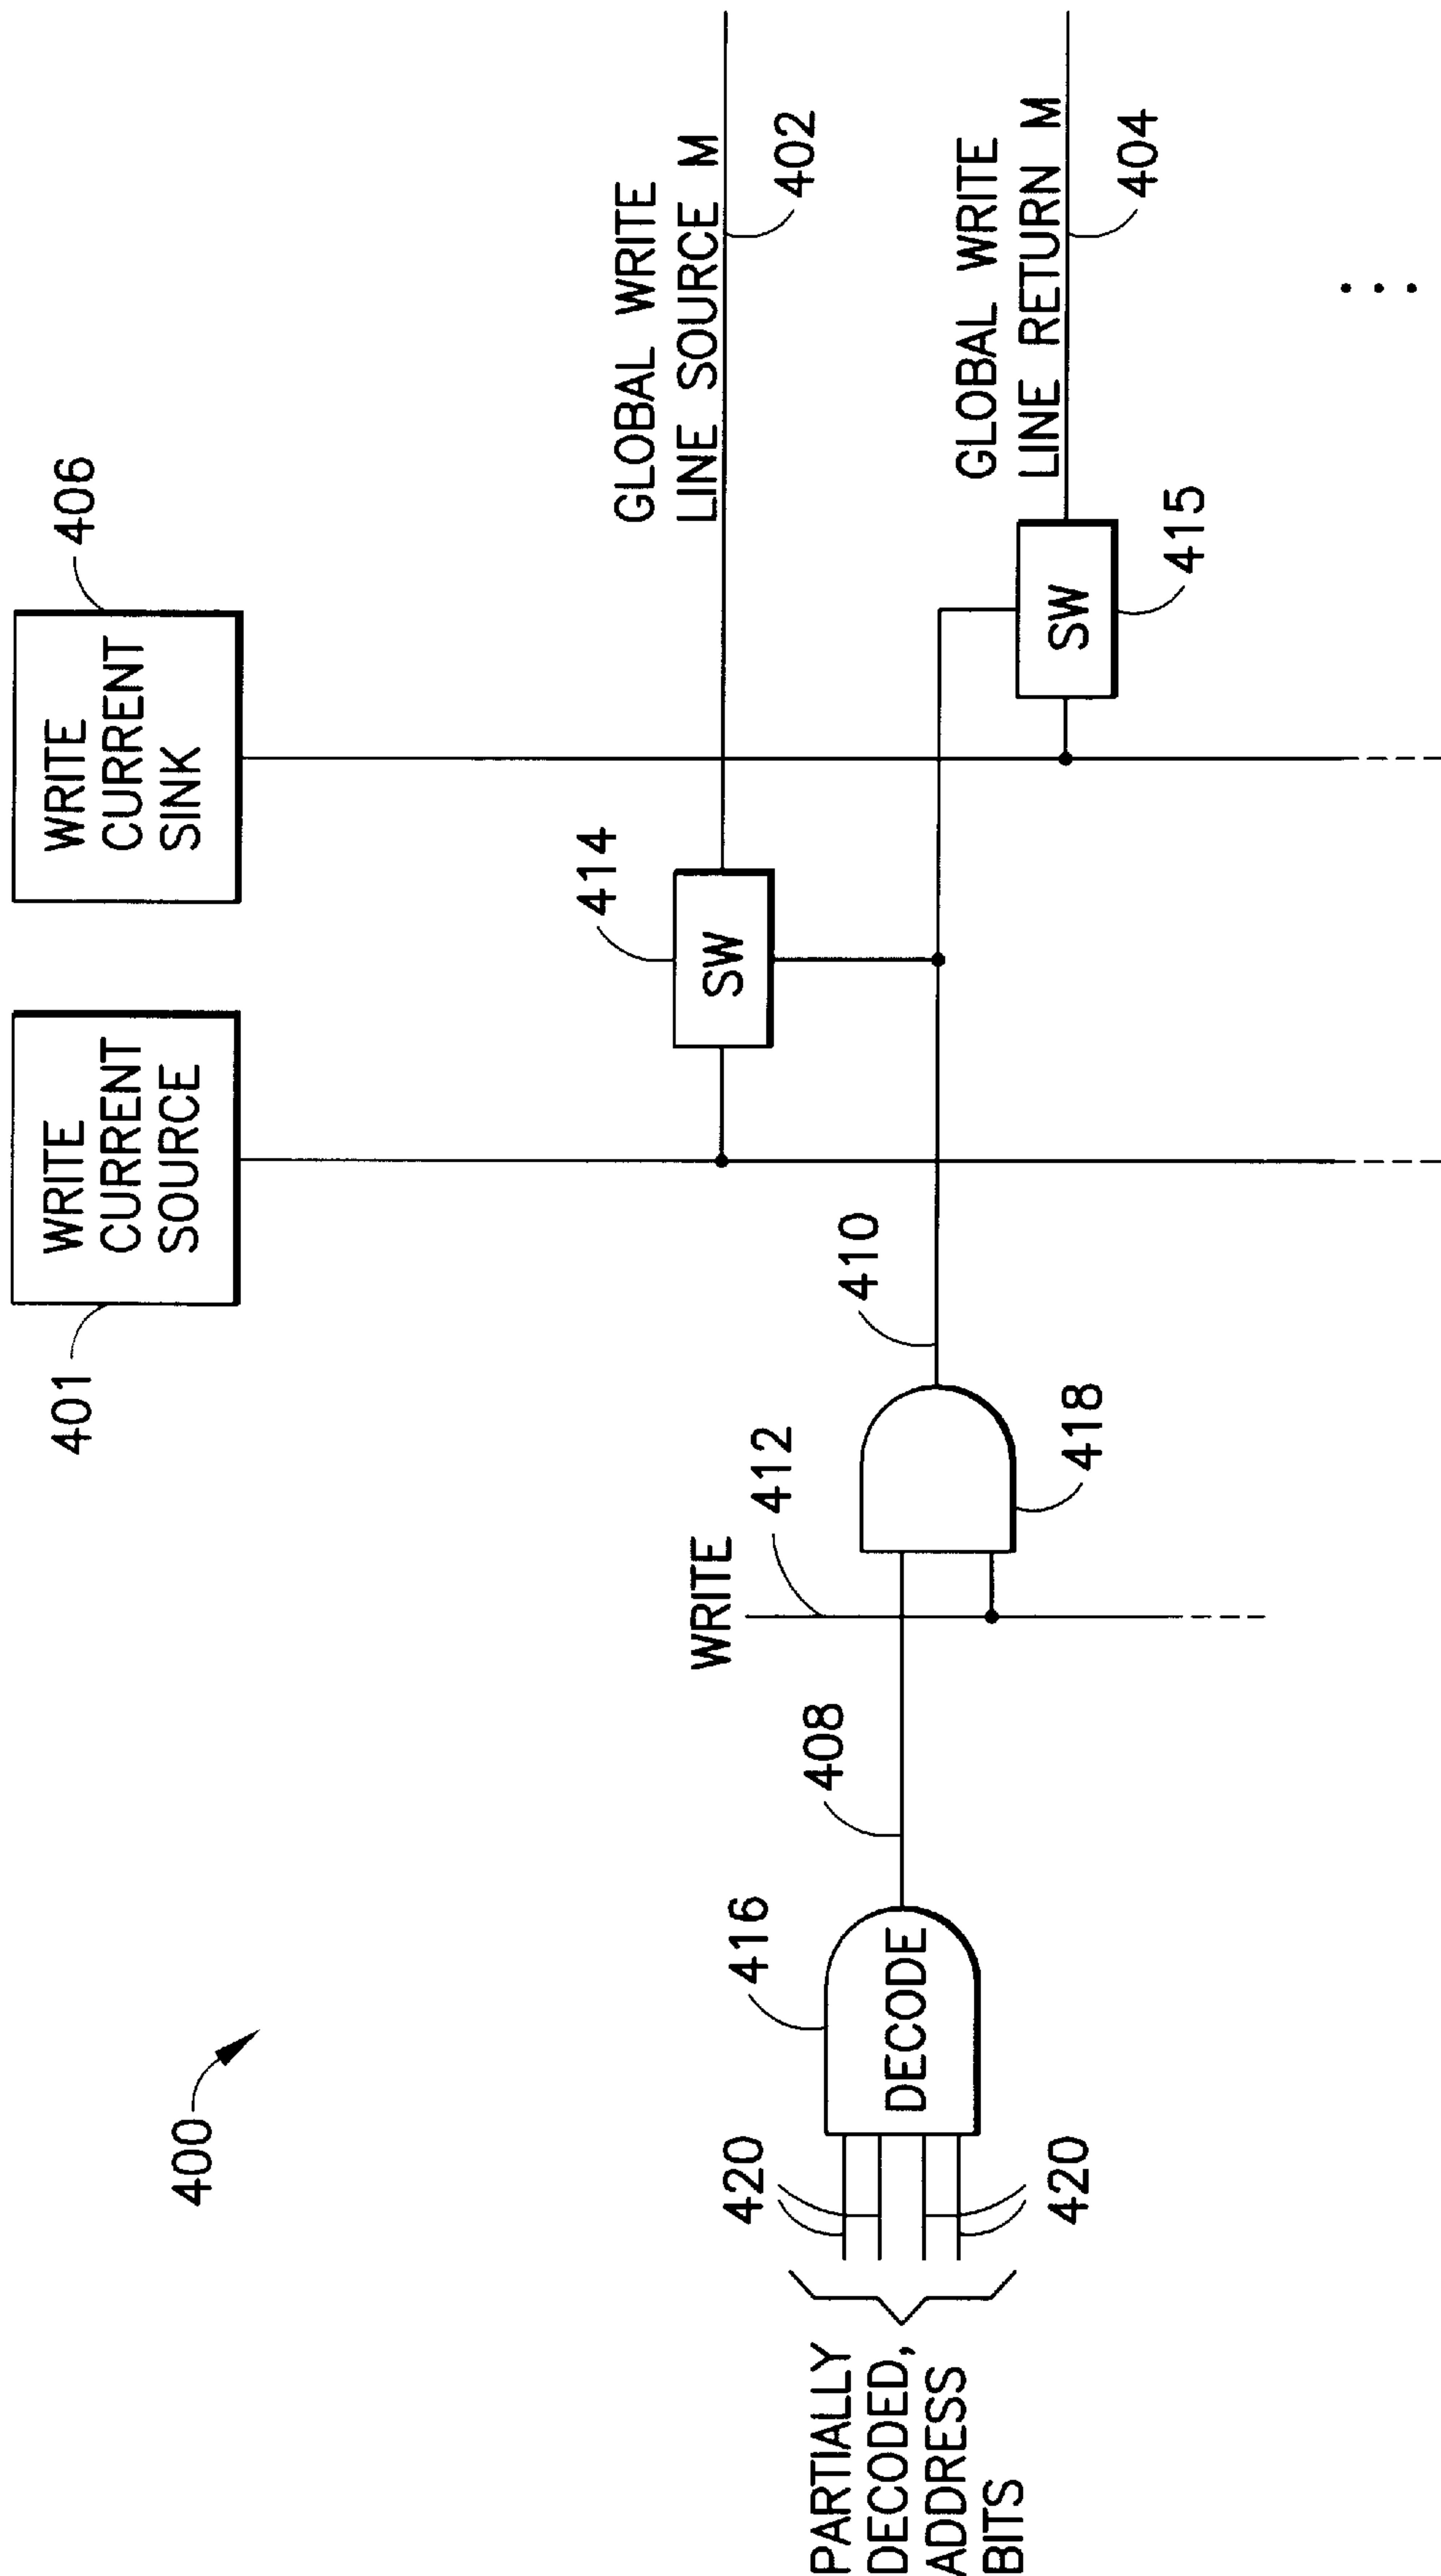 400
401
WRITE
CURRENT
SOURCE
WRITE
CURRENT
SINK
406
414
SW
GLOBAL WRITE
LINE SOURCE M
402
PARTIALLY
DECODED,
ADDRESS
BITS
420
420
416
DECODE
408
WRITE
412
418
410
SW
415
GLOBAL WRITE
LINE RETURN M
404